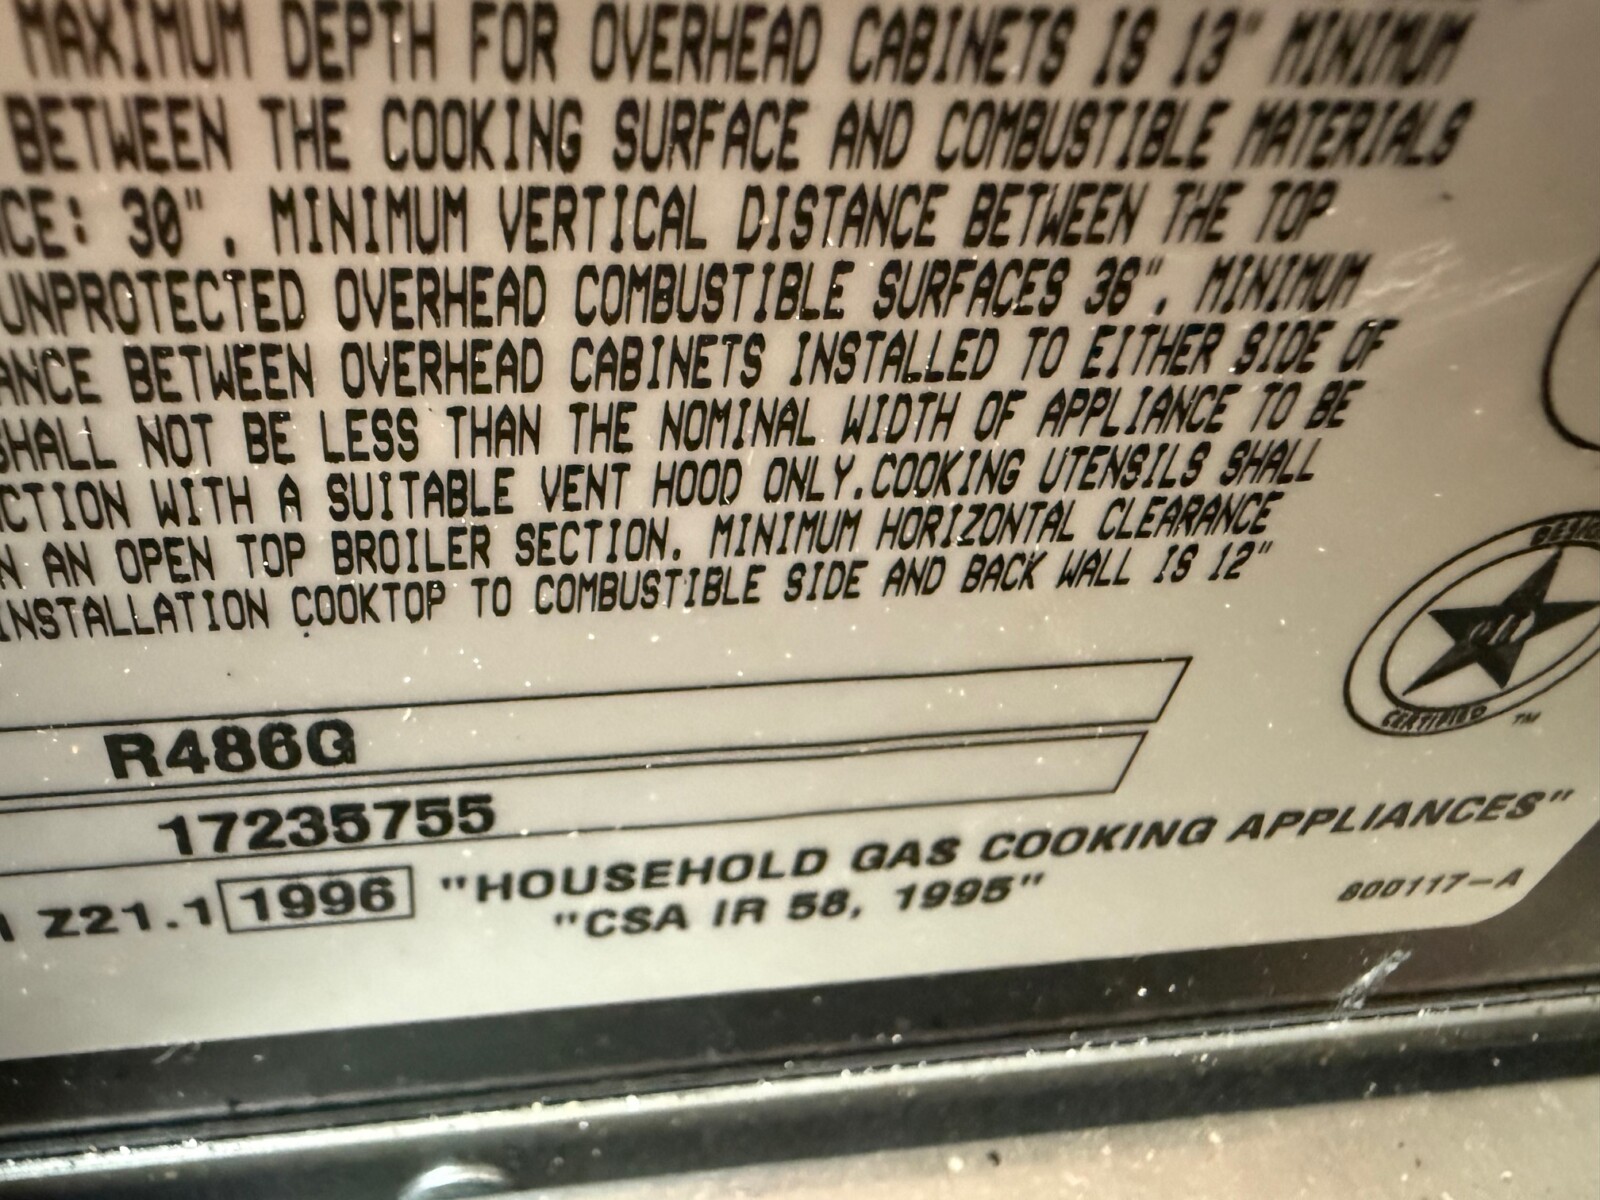 MAXIMUM DEPTH FOR OVERHEAD CABINETS IS 13" MINIMUM
BETWEEN THE COOKING SURFACE AND COMBUSTIBLE MATERIALS
CE: 30" . MINIMUM VERTICAL DISTANCE BETWEEN THE TOP
UNPROTECTED OVERHEAD COMBUSTIBLE SURFACES 36". MINIMUM
ANCE BETWEEN OVERHEAD CABINETS INSTALLED TO EITHER SIDE OF
SHALL NOT BE LESS THAN THE NOMINAL WIDTH OF APPLIANCE TO BE
CTION WITH A SUITABLE VENT HOOD ONLY.COOKING UTENSILS SHALL
N AN OPEN TOP BROILER SECTION. MINIMUM HORIZONTAL CLEARANCE
INSTALLATION COOKTOP TO COMBUSTIBLE SIDE AND BACK WALL IS 12"
DESIGN
CERTIFIED ™
R486G
17235755
Z21.1 1996 "HOUSEHOLD GAS COOKING APPLIANCES"
"CSA IR 58, 1995"
800117-A